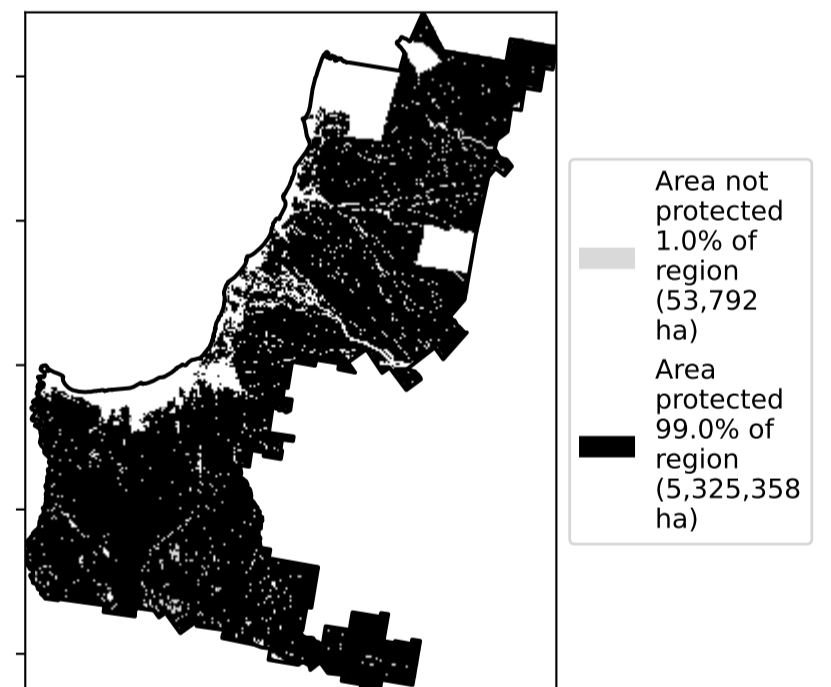 Area not
protected
1.0% of
region
(53,792
ha)
Area
protected
99.0% of
region
(5,325,358
ha)